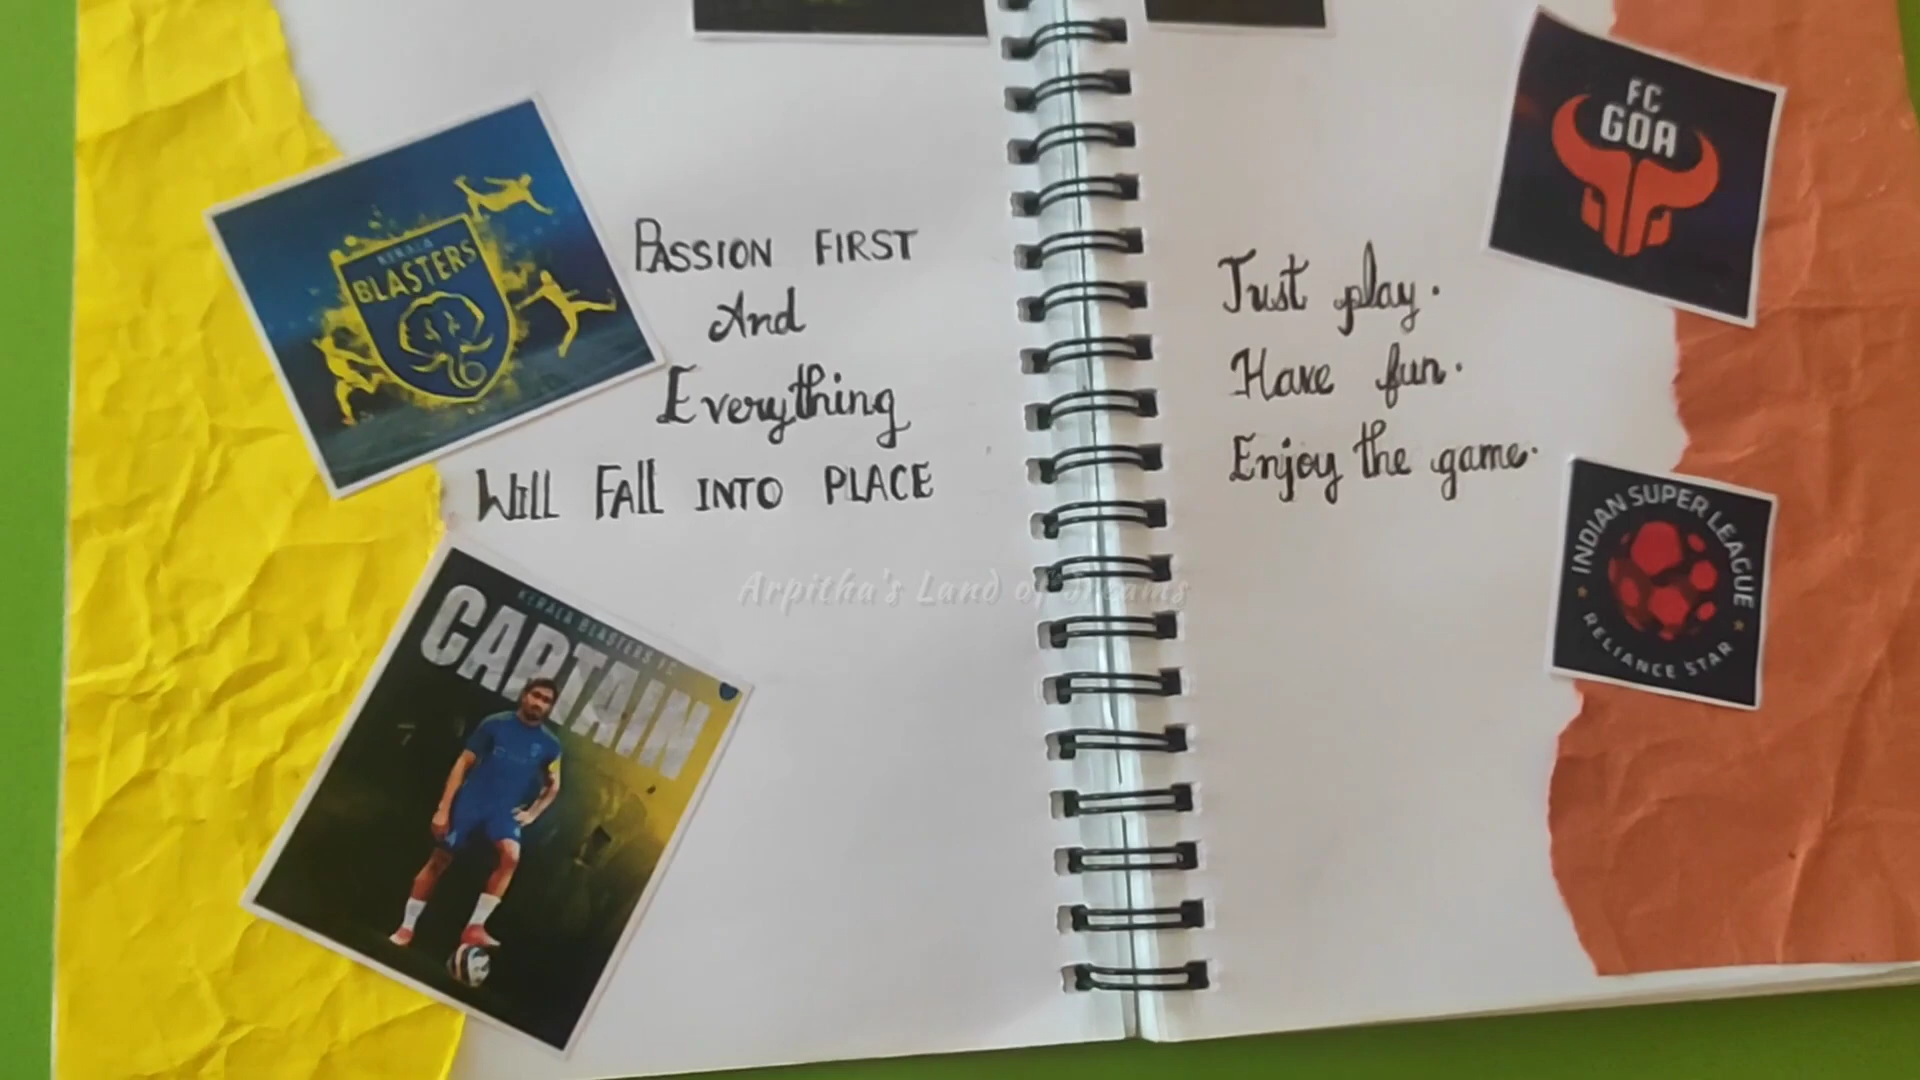 KERALA
BLASTERS
PASSION FIRST
And
Everything
WILL FALL INTO PLACE
KERALA BLASTERS FC
CAPTAIN
FC
GOA
Just play.
Have fun.
Enjoy the game.
INDIAN SUPER LEAGUE
RELIANCE STAR
Arpitha's Land of Dreams